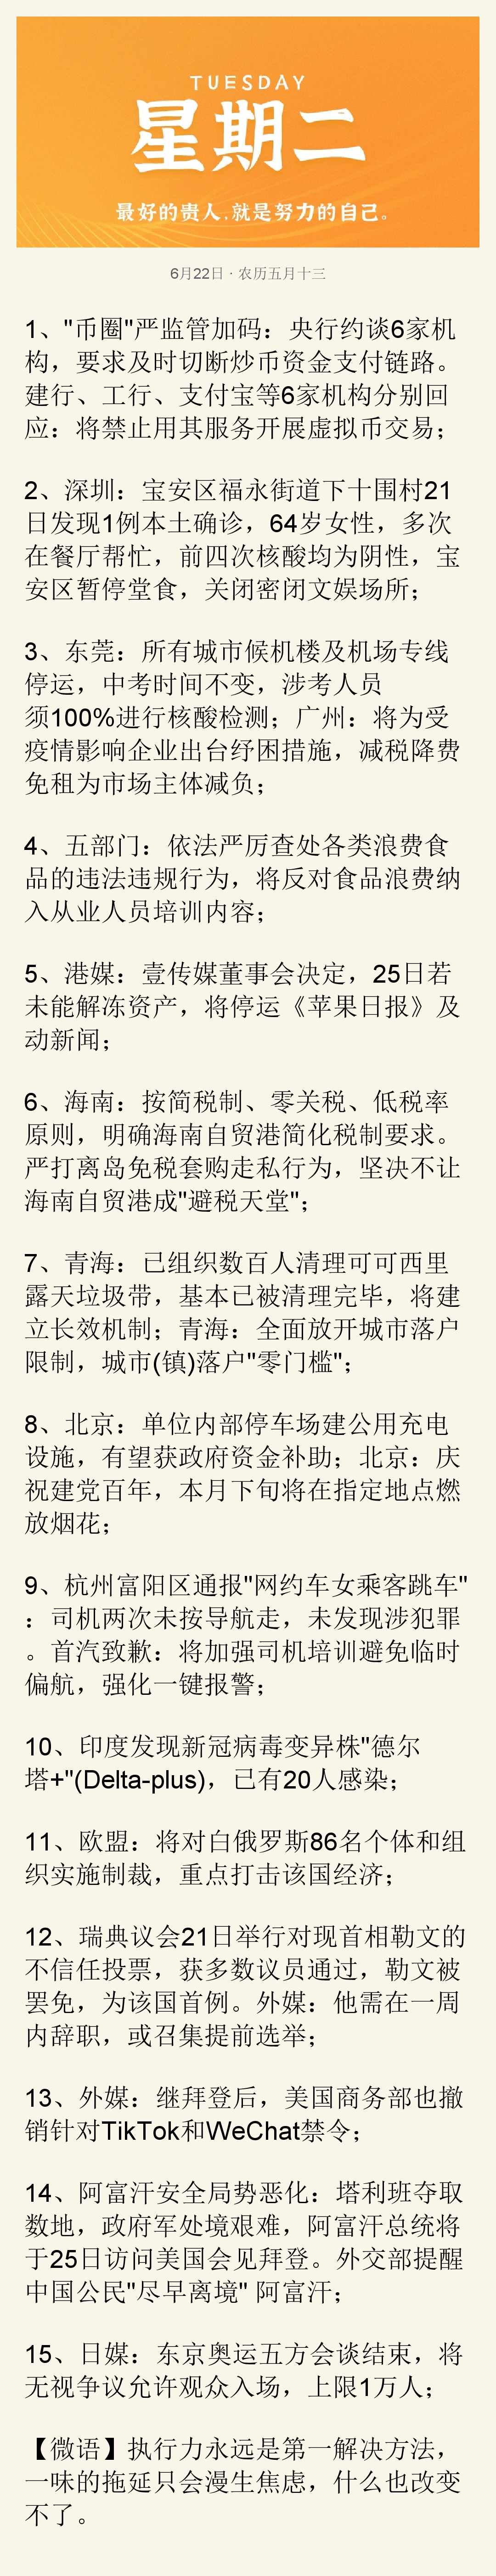 TUESDAY
星期二
最好的贵人,就是努力的自己。
6月22日 · 农历五月十三
1、"币圈"严监管加码：央行约谈6家机
构，要求及时切断炒币资金支付链路。
建行、工行、支付宝等6家机构分别回
应：将禁止用其服务开展虚拟币交易；
2、深圳：宝安区福永街道下十围村21
日发现1例本土确诊，64岁女性，多次
在餐厅帮忙，前四次核酸均为阴性，宝
安区暂停堂食，关闭密闭文娱场所；
3、东莞：所有城市候机楼及机场专线
停运，中考时间不变，涉考人员
须100%进行核酸检测；广州：将为受
疫情影响企业出台纾困措施，减税降费
免租为市场主体减负；
4、五部门：依法严厉查处各类浪费食
品的违法违规行为，将反对食品浪费纳
入从业人员培训内容；
5、港媒：壹传媒董事会决定，25日若
未能解冻资产，将停运《苹果日报》及
动新闻；
6、海南：按简税制、零关税、低税率
原则，明确海南自贸港简化税制要求。
严打离岛免税套购走私行为，坚决不让
海南自贸港成"避税天堂"；
7、青海：已组织数百人清理可可西里
露天垃圾带，基本已被清理完毕，将建
立长效机制；青海：全面放开城市落户
限制，城市(镇)落户"零门槛"；
8、北京：单位内部停车场建公用充电
设施，有望获政府资金补助；北京：庆
祝建党百年，本月下旬将在指定地点燃
放烟花；
9、杭州富阳区通报"网约车女乘客跳车"
：司机两次未按导航走，未发现涉犯罪
。首汽致歉：将加强司机培训避免临时
偏航，强化一键报警；
10、印度发现新冠病毒变异株"德尔
塔+"(Delta-plus)，已有20人感染；
11、欧盟：将对白俄罗斯86名个体和组
织实施制裁，重点打击该国经济；
12、瑞典议会21日举行对现首相勒文的
不信任投票，获多数议员通过，勒文被
罢免，为该国首例。外媒：他需在一周
内辞职，或召集提前选举；
13、外媒：继拜登后，美国商务部也撤
销针对TikTok和WeChat禁令；
14、阿富汗安全局势恶化：塔利班夺取
数地，政府军处境艰难，阿富汗总统将
于25日访问美国会见拜登。外交部提醒
中国公民"尽早离境" 阿富汗；
15、日媒：东京奥运五方会谈结束，将
无视争议允许观众入场，上限1万人；
【微语】执行力永远是第一解决方法，
一味的拖延只会漫生焦虑，什么也改变
不了。